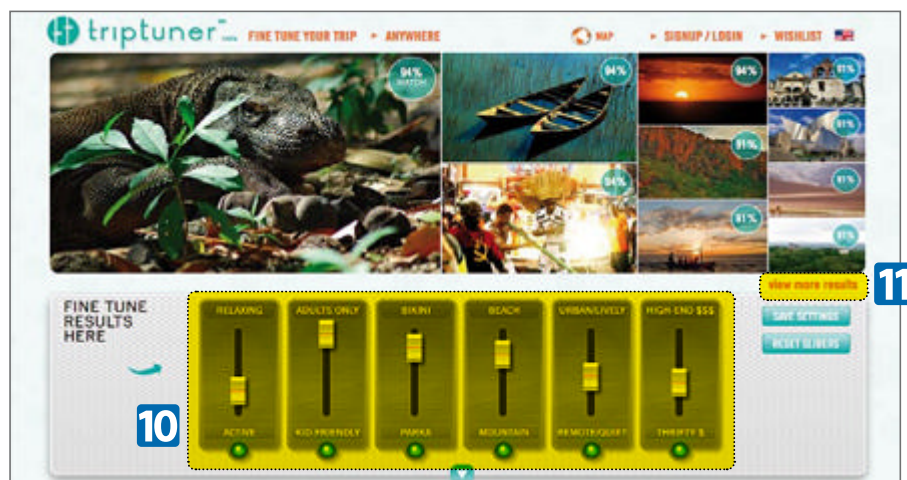 triptuner™ FINE TUNE YOUR TRIP ▸ ANYWHERE MAP ▸ SIGNUP / LOGIN ▸ WISHLIST
94% MATCH
94%
94%
91%
91%
91%
91%
94%
91%
91%
view more results
11
FINE TUNE
RESULTS
HERE
RELAXING ADULTS ONLY BIKINI BEACH URBAN/LIVELY HIGH-END $$$
SAVE SETTINGS
RESET SLIDERS
10
ACTIVE KID FRIENDLY PARKA MOUNTAIN REMOTE/QUIET THRIFTY $